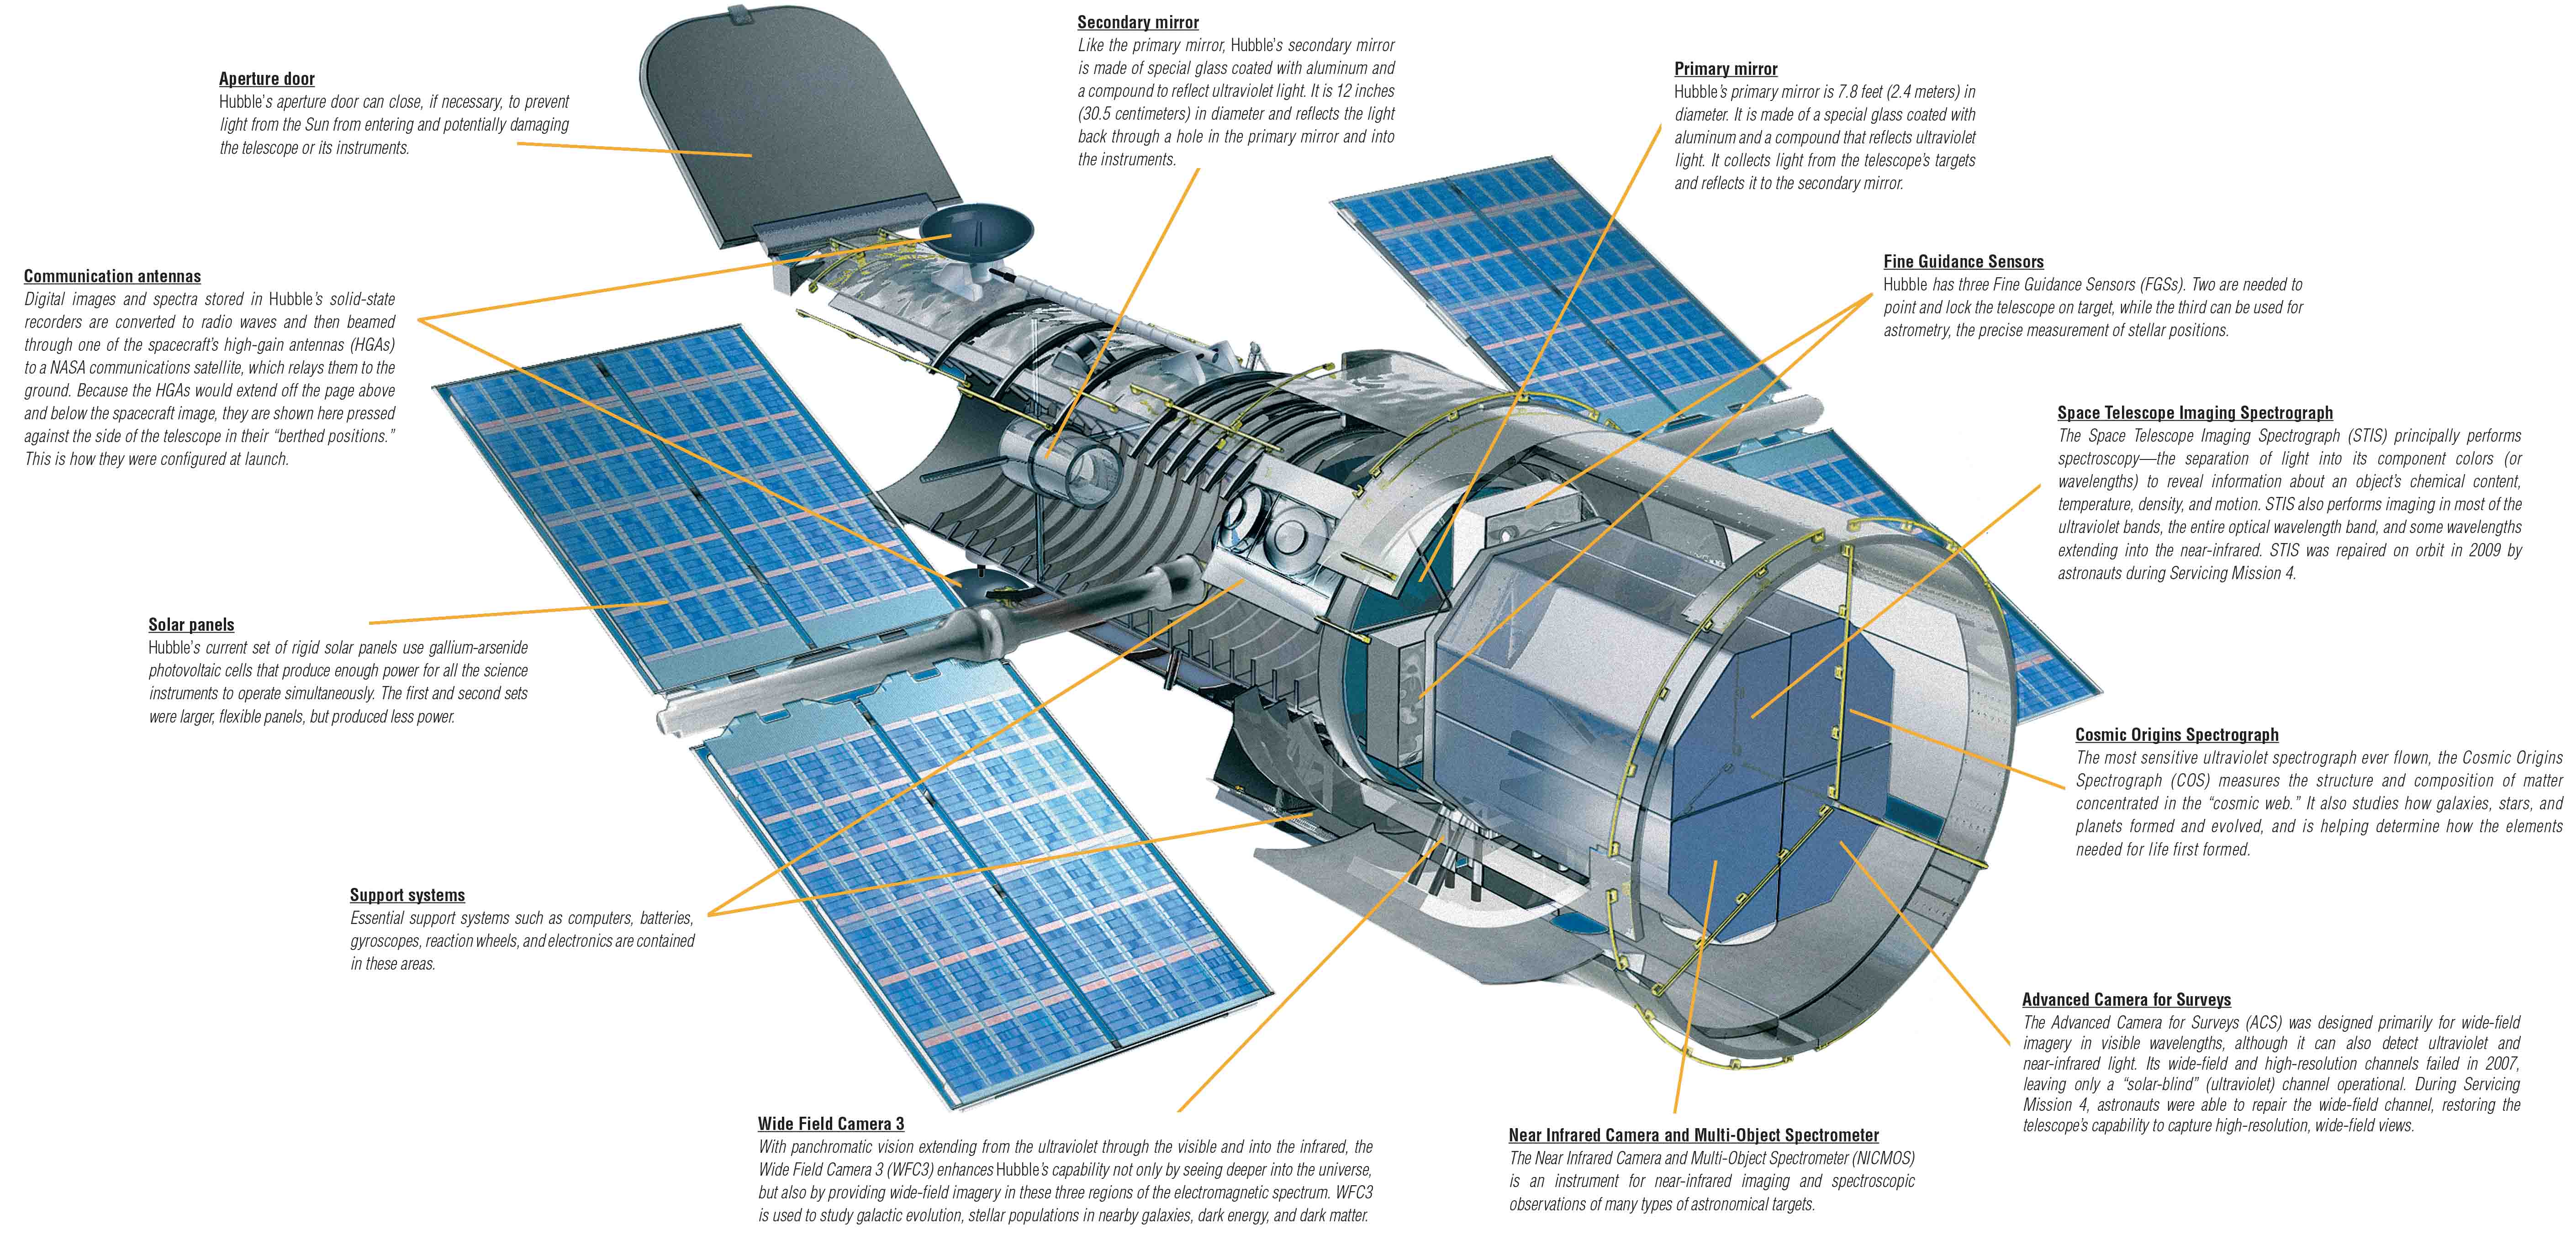 Aperture door
Hubble's aperture door can close, if necessary, to prevent
light from the Sun from entering and potentially damaging
the telescope or its instruments.
Secondary mirror
Like the primary mirror, Hubble's secondary mirror
is made of special glass coated with aluminum and
a compound to reflect ultraviolet light. It is 12 inches
(30.5 centimeters) in diameter and reflects the light
back through a hole in the primary mirror and into
the instruments.
Primary mirror
Hubble's primary mirror is 7.8 feet (2.4 meters) in
diameter. It is made of a special glass coated with
aluminum and a compound that reflects ultraviolet
light. It collects light from the telescope's targets
and reflects it to the secondary mirror.
Communication antennas
Digital images and spectra stored in Hubble's solid-state
recorders are converted to radio waves and then beamed
through one of the spacecraft's high-gain antennas (HGAs)
to a NASA communications satellite, which relays them to the
ground. Because the HGAs would extend off the page above
and below the spacecraft image, they are shown here pressed
against the side of the telescope in their “berthed positions.”
This is how they were configured at launch.
Fine Guidance Sensors
Hubble has three Fine Guidance Sensors (FGSs). Two are needed to
point and lock the telescope on target, while the third can be used for
astrometry, the precise measurement of stellar positions.
Space Telescope Imaging Spectrograph
The Space Telescope Imaging Spectrograph (STIS) principally performs
spectroscopy—the separation of light into its component colors (or
wavelengths) to reveal information about an object's chemical content,
temperature, density, and motion. STIS also performs imaging in most of the
ultraviolet bands, the entire optical wavelength band, and some wavelengths
extending into the near-infrared. STIS was repaired on orbit in 2009 by
astronauts during Servicing Mission 4.
Solar panels
Hubble's current set of rigid solar panels use gallium-arsenide
photovoltaic cells that produce enough power for all the science
instruments to operate simultaneously. The first and second sets
were larger, flexible panels, but produced less power.
Cosmic Origins Spectrograph
The most sensitive ultraviolet spectrograph ever flown, the Cosmic Origins
Spectrograph (COS) measures the structure and composition of matter
concentrated in the “cosmic web.” It also studies how galaxies, stars, and
planets formed and evolved, and is helping determine how the elements
needed for life first formed.
Support systems
Essential support systems such as computers, batteries,
gyroscopes, reaction wheels, and electronics are contained
in these areas.
Advanced Camera for Surveys
The Advanced Camera for Surveys (ACS) was designed primarily for wide-field
imagery in visible wavelengths, although it can also detect ultraviolet and
near-infrared light. Its wide-field and high-resolution channels failed in 2007,
leaving only a “solar-blind” (ultraviolet) channel operational. During Servicing
Mission 4, astronauts were able to repair the wide-field channel, restoring the
telescope's capability to capture high-resolution, wide-field views.
Wide Field Camera 3
With panchromatic vision extending from the ultraviolet through the visible and into the infrared, the
Wide Field Camera 3 (WFC3) enhances Hubble's capability not only by seeing deeper into the universe,
but also by providing wide-field imagery in these three regions of the electromagnetic spectrum. WFC3
is used to study galactic evolution, stellar populations in nearby galaxies, dark energy, and dark matter.
Near Infrared Camera and Multi-Object Spectrometer
The Near Infrared Camera and Multi-Object Spectrometer (NICMOS)
is an instrument for near-infrared imaging and spectroscopic
observations of many types of astronomical targets.